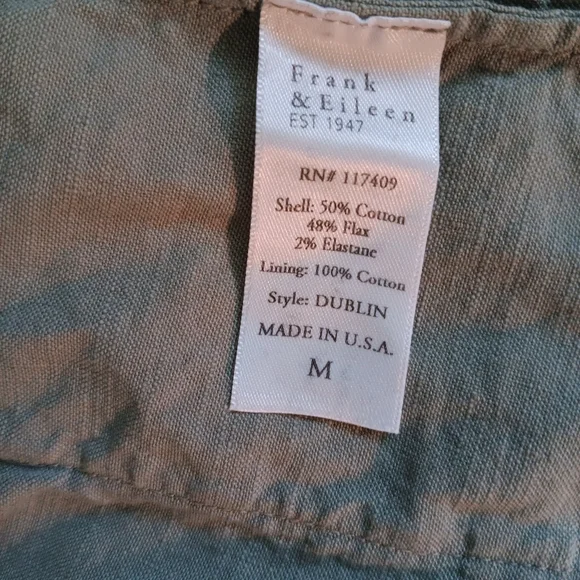 Frank
& Eileen
EST 1947
RN# 117409
Shell: 50% Cotton
48% Flax
2% Elastane
Lining: 100% Cotton
Style: DUBLIN
MADE IN U.S.A.
M